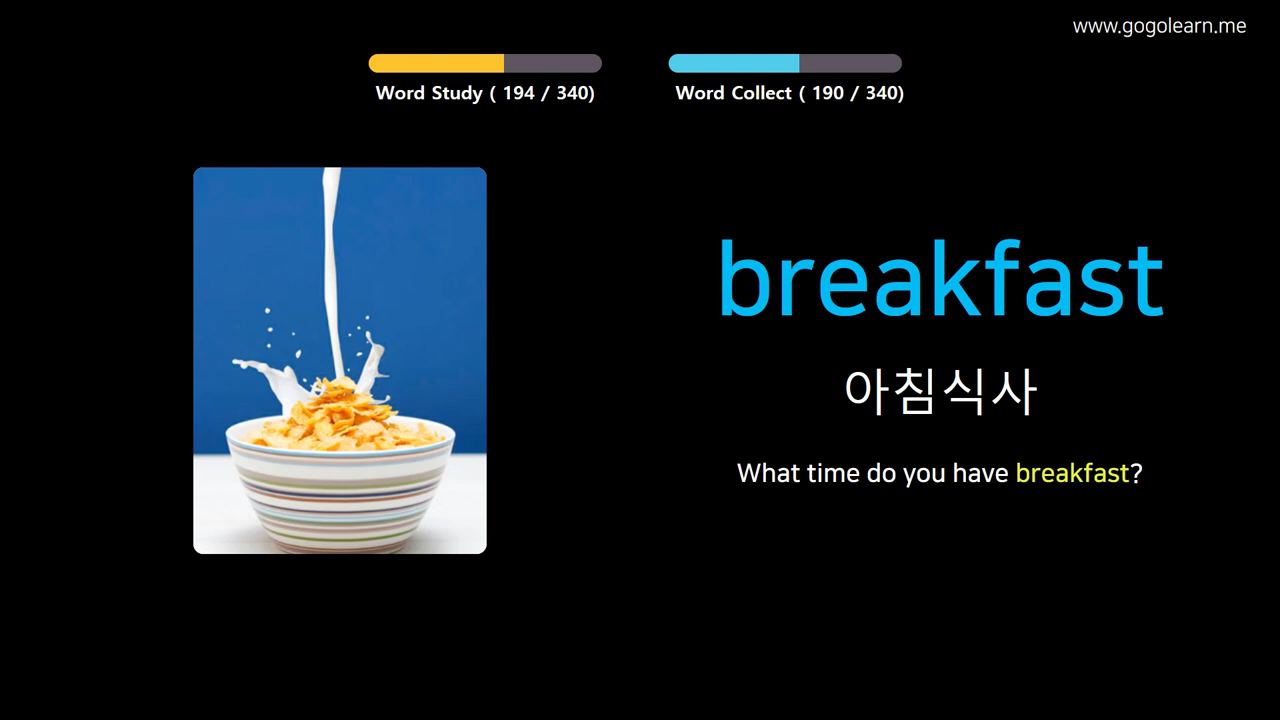 www.gogolearn.me
Word Study ( 194 / 340)
Word Collect ( 190 / 340)
breakfast
아침식사
What time do you have breakfast?